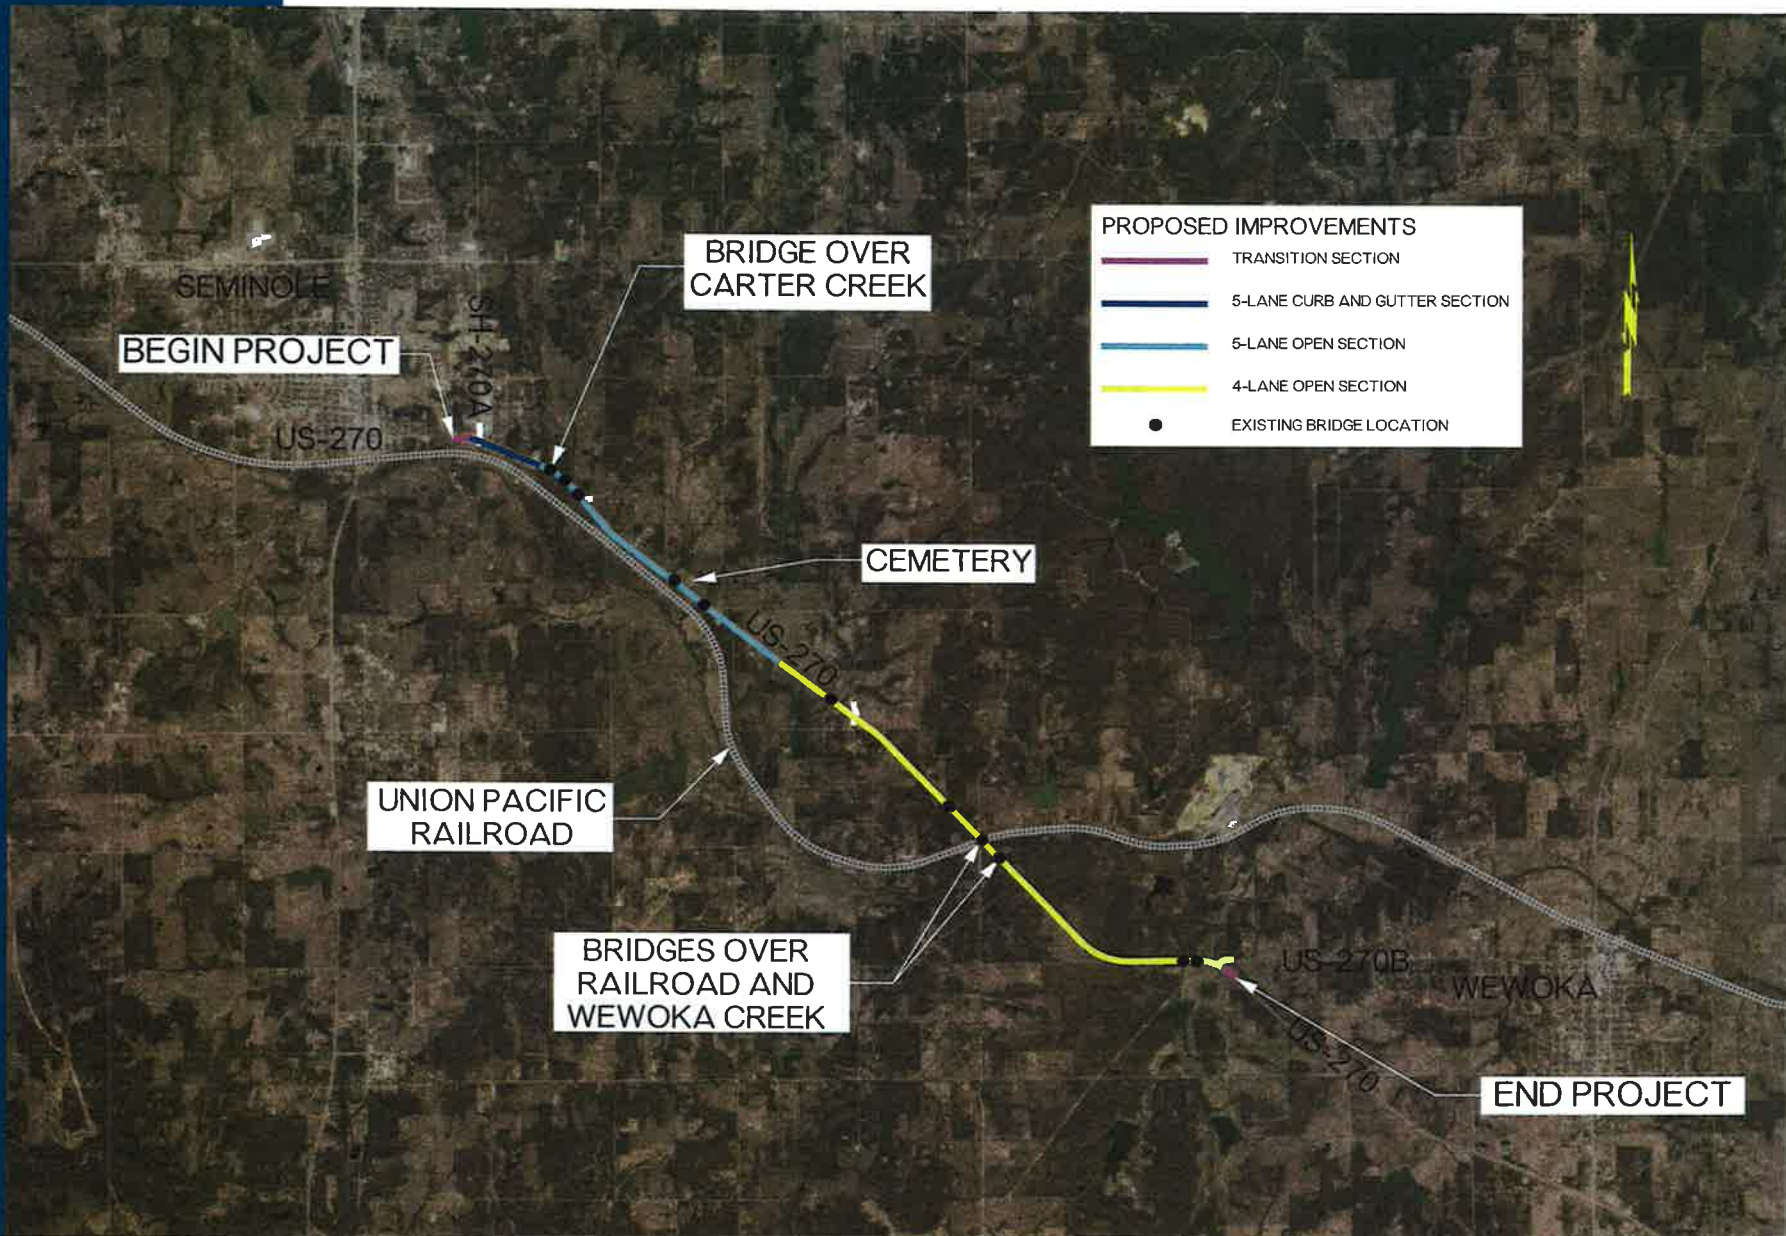 SEMINOLE
BEGIN PROJECT
US-270
SH-270A
BRIDGE OVER
CARTER CREEK
PROPOSED IMPROVEMENTS
TRANSITION SECTION
5-LANE CURB AND GUTTER SECTION
5-LANE OPEN SECTION
4-LANE OPEN SECTION
EXISTING BRIDGE LOCATION
N
CEMETERY
US-270
UNION PACIFIC
RAILROAD
BRIDGES OVER
RAILROAD AND
WEWOKA CREEK
US-270B
WEWOKA
US-270
END PROJECT